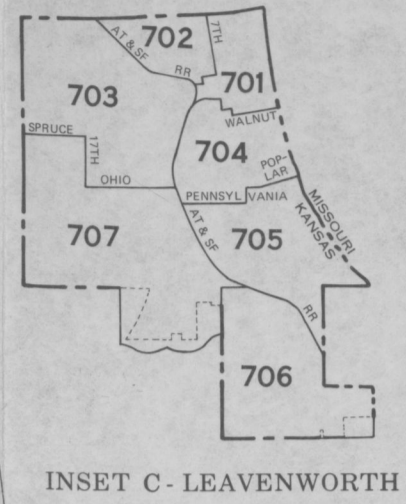 702
AT & SF
RR
7TH
701
703
WALNUT
SPRUCE
17TH
704
POP-
LAR
OHIO
PENNSYL VANIA
MISSOURI
KANSAS
707
AT & SF
705
RR
706
INSET C - LEAVENWORTH